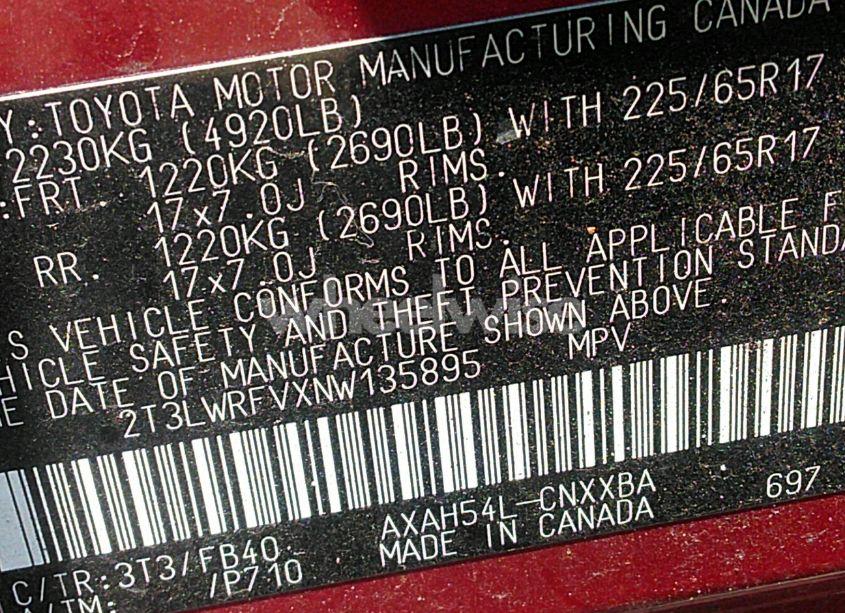 Y:TOYOTA MOTOR MANUFACTURING CANADA
2230KG (4920LB)
:FRT. 1220KG (2690LB) WITH 225/65R17
17x7.0J RIMS.
RR. 1220KG (2690LB) WITH 225/65R17
17x7.0J RIMS.
S VEHICLE CONFORMS TO ALL APPLICABLE F
HICLE SAFETY AND THEFT PREVENTION STANDA
E DATE OF MANUFACTURE SHOWN ABOVE.
2T3LWRFVXNW135895 MPV
AXAH54L-CNXXBA 697
MADE IN CANADA
C/TR:3T3/FB40
A/TM: /P710